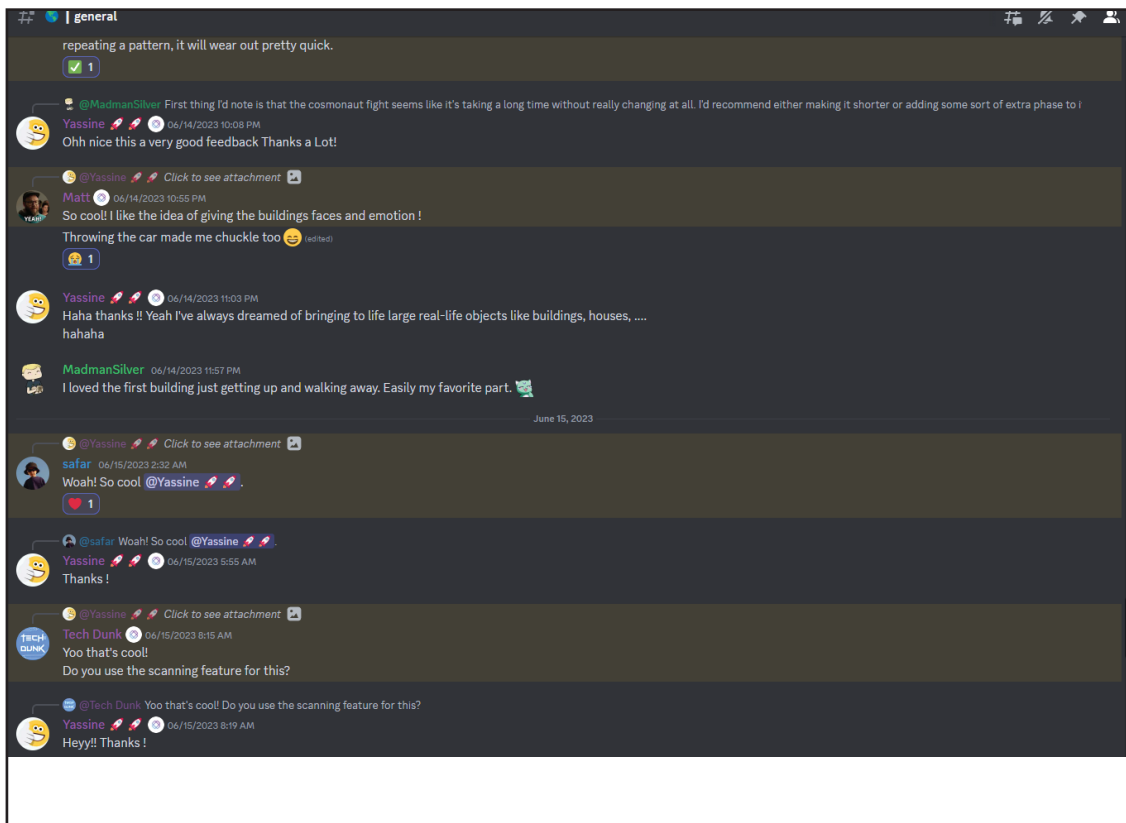 | general
repeating a pattern, it will wear out pretty quick.
1
@MadmanSilver First thing I'd note is that the cosmonaut fight seems like it's taking a long time without really changing at all. I'd recommend either making it shorter or adding some sort of extra phase to i
Yassine 06/14/2023 10:08 PM
Ohh nice this a very good feedback Thanks a Lot!
@Yassine Click to see attachment
Matt 06/14/2023 10:55 PM
YEAH!
So cool! I like the idea of giving the buildings faces and emotion !
Throwing the car made me chuckle too 😄 (edited)
😭 1
Yassine 06/14/2023 11:03 PM
Haha thanks !! Yeah I've always dreamed of bringing to life large real-life objects like buildings, houses, ....
hahaha
MadmanSilver 06/14/2023 11:57 PM
I loved the first building just getting up and walking away. Easily my favorite part.
June 15, 2023
@Yassine Click to see attachment
safar 06/15/2023 2:32 AM
Woah! So cool @Yassine 🚀 🚀 .
1
@safar Woah! So cool @Yassine 🚀 🚀 .
Yassine 06/15/2023 5:55 AM
Thanks !
@Yassine Click to see attachment
TECH-DUNK
Tech Dunk 06/15/2023 8:15 AM
Yoo that's cool!
Do you use the scanning feature for this?
@Tech Dunk Yoo that's cool! Do you use the scanning feature for this?
Yassine 06/15/2023 8:19 AM
Heyy!! Thanks !